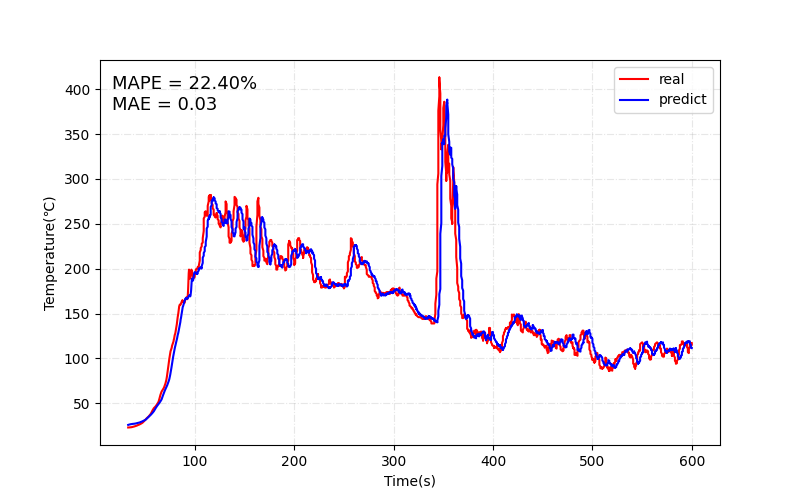 MAPE = 22.40%
MAE = 0.03
real
predict
400
350
300
250
200
150
100
50
Temperature(℃)
100
200
300
400
500
600
Time(s)